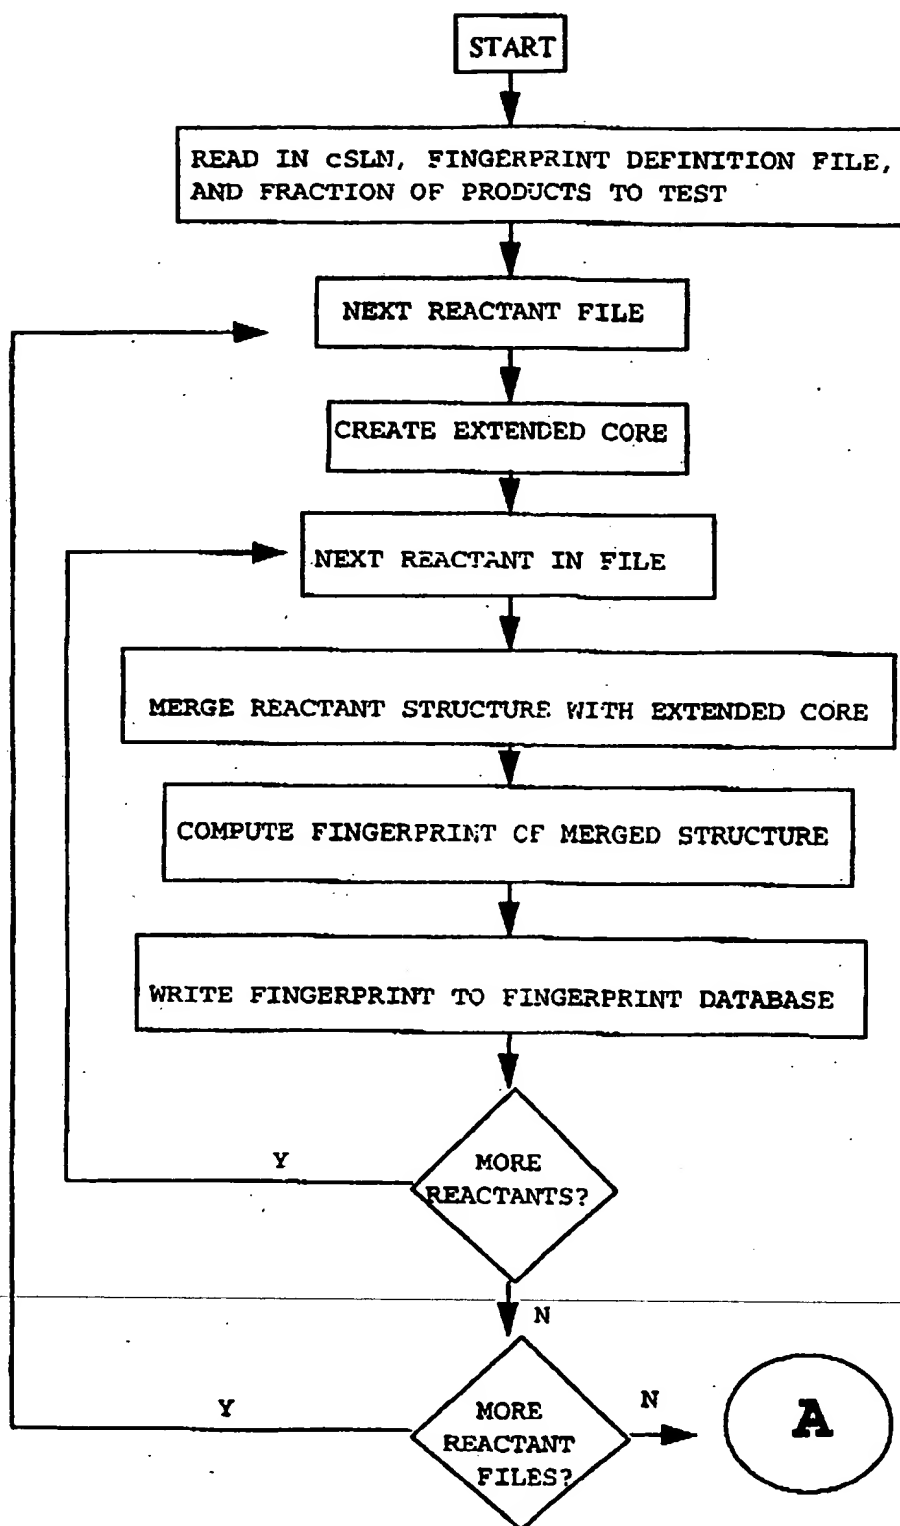 START
READ IN cSLN, FINGERPRINT DEFINITION FILE,
AND FRACTION OF PRODUCTS TO TEST
NEXT REACTANT FILE
CREATE EXTENDED CORE
NEXT REACTANT IN FILE
MERGE REACTANT STRUCTURE WITH EXTENDED CORE
COMPUTE FINGERPRINT OF MERGED STRUCTURE
WRITE FINGERPRINT TO FINGERPRINT DATABASE
Y
MORE
REACTANTS?
N
Y
MORE
REACTANT
FILES?
N
A